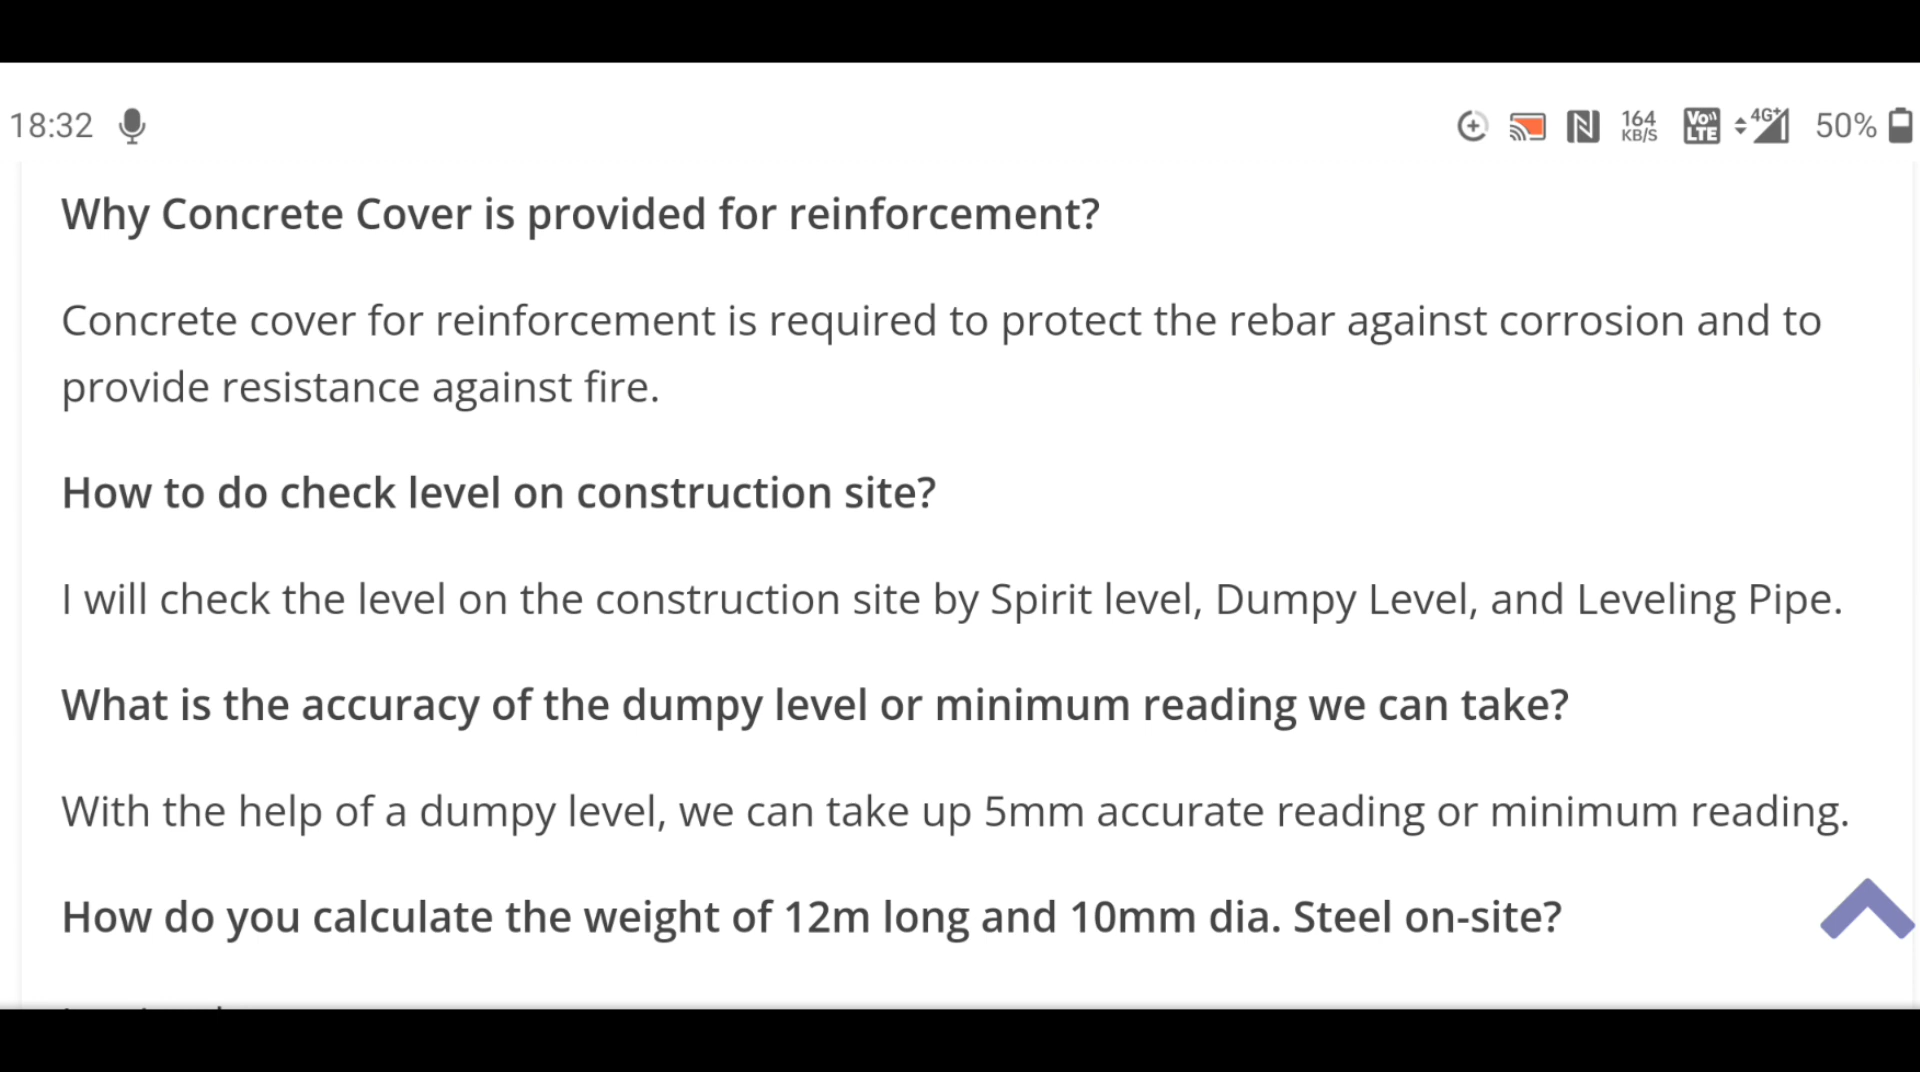 18:32
164
KB/S
Vo
LTE
4G+
50%
Why Concrete Cover is provided for reinforcement?
Concrete cover for reinforcement is required to protect the rebar against corrosion and to
provide resistance against fire.
How to do check level on construction site?
I will check the level on the construction site by Spirit level, Dumpy Level, and Leveling Pipe.
What is the accuracy of the dumpy level or minimum reading we can take?
With the help of a dumpy level, we can take up 5mm accurate reading or minimum reading.
How do you calculate the weight of 12m long and 10mm dia. Steel on-site?